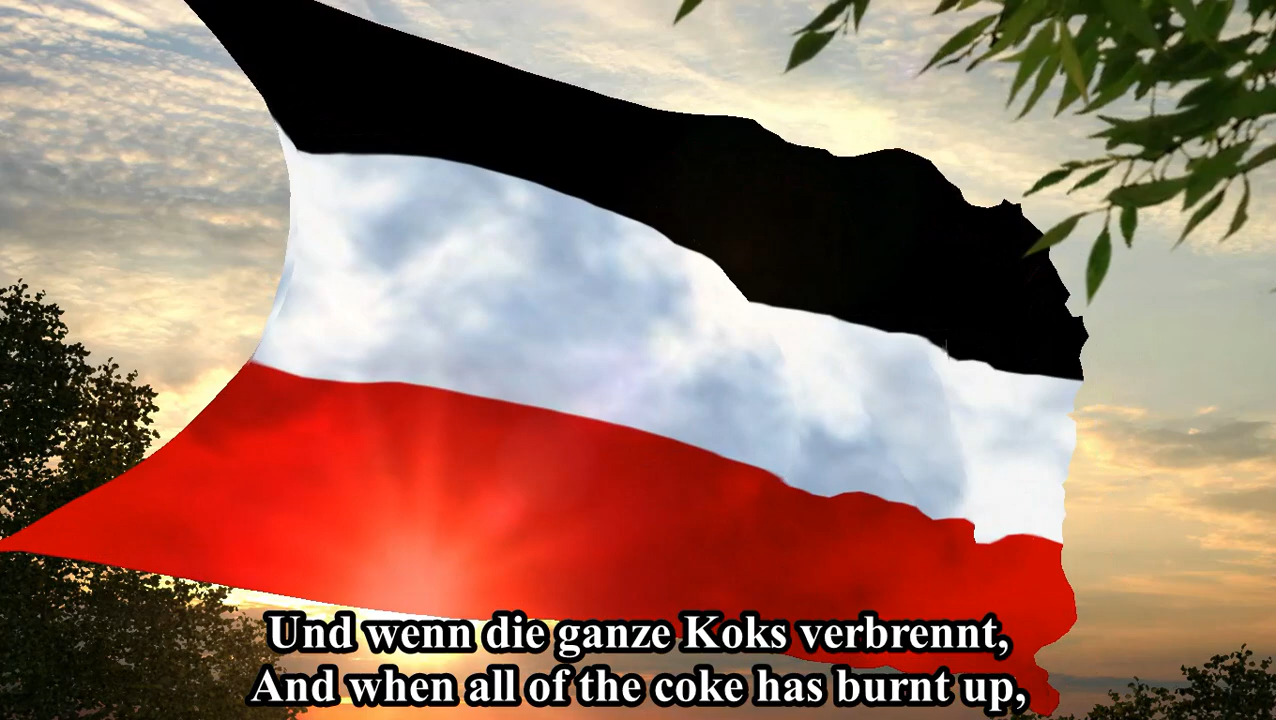 Und wenn die ganze Koks verbrennt,
And when all of the coke has burnt up,